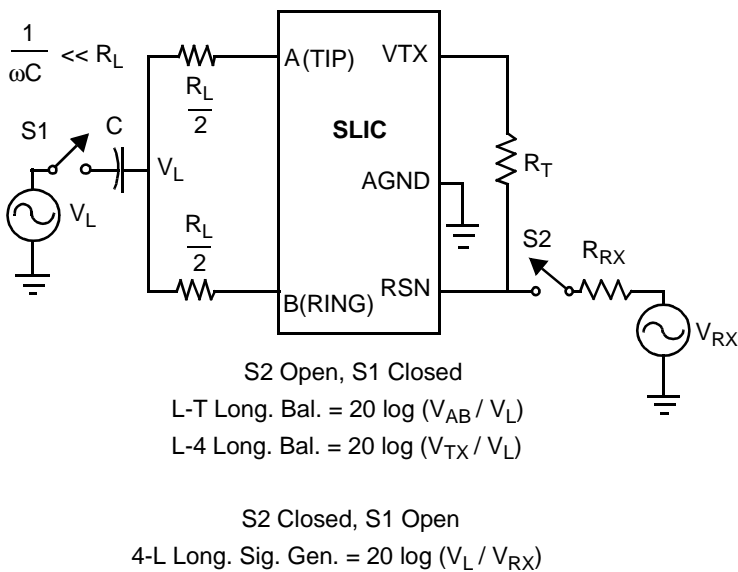 1
ωC
<< R_L
A(TIP)
VTX
R_L
2
S1
C
SLIC
R_T
V_L
AGND
V_L
R_L
2
S2
R_RX
RSN
B(RING)
V_RX
S2 Open, S1 Closed
L-T Long. Bal. = 20 log (V_AB / V_L)
L-4 Long. Bal. = 20 log (V_TX / V_L)
S2 Closed, S1 Open
4-L Long. Sig. Gen. = 20 log (V_L / V_RX)